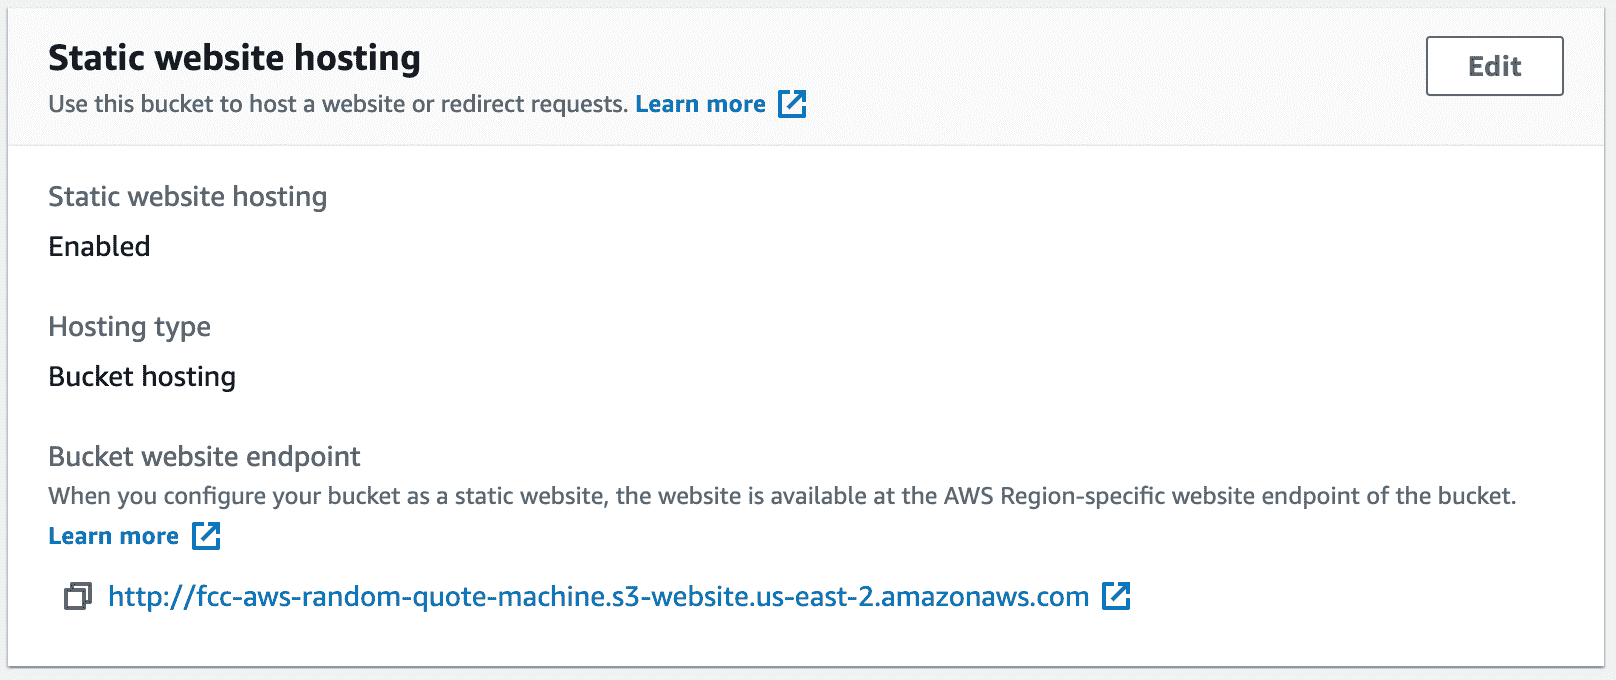 Static website hosting
Edit
Use this bucket to host a website or redirect requests. Learn more
Static website hosting
Enabled
Hosting type
Bucket hosting
Bucket website endpoint
When you configure your bucket as a static website, the website is available at the AWS Region-specific website endpoint of the bucket.
Learn more
http://fcc-aws-random-quote-machine.s3-website.us-east-2.amazonaws.com